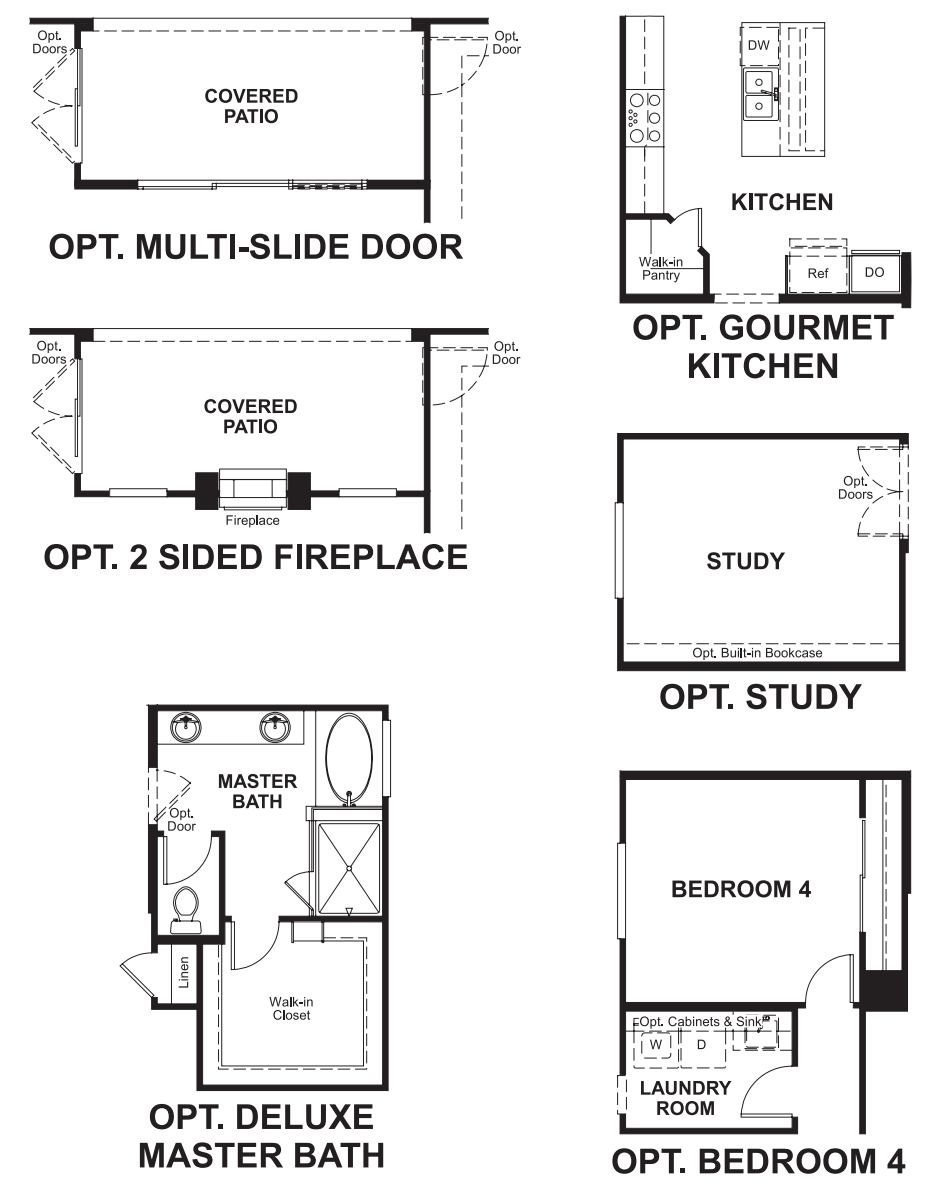 Opt.
Doors
Opt.
Door
COVERED
PATIO
OPT. MULTI-SLIDE DOOR
DW
KITCHEN
Walk-in
Pantry
Ref
DO
OPT. GOURMET
KITCHEN
Opt.
Doors
Opt.
Door
COVERED
PATIO
Fireplace
OPT. 2 SIDED FIREPLACE
Opt.
Doors
STUDY
Opt. Built-in Bookcase
OPT. STUDY
MASTER
BATH
Opt.
Door
Linen
Walk-in
Closet
OPT. DELUXE
MASTER BATH
BEDROOM 4
Opt. Cabinets & Sink
W
D
LAUNDRY
ROOM
OPT. BEDROOM 4